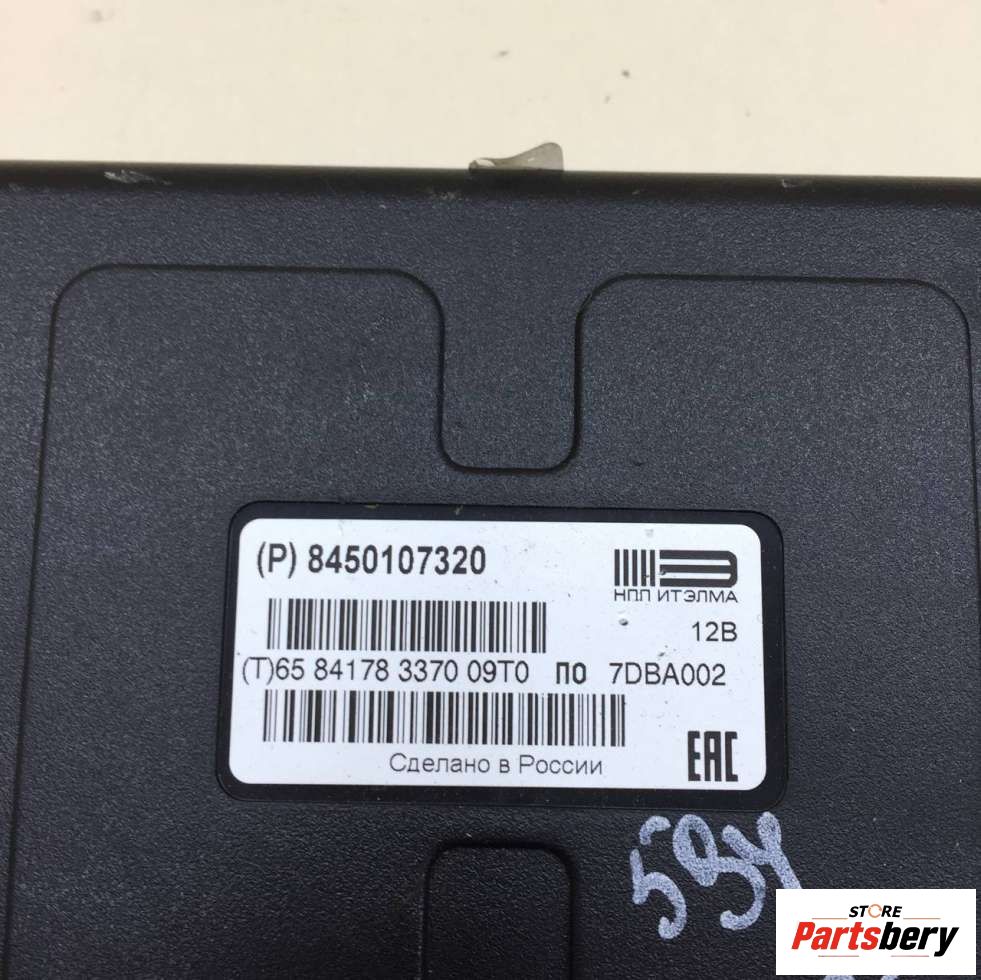 (P) 8450107320
НПП ИТЭЛМА
12В
(T)65 84178 3370 09T0 ПО 7DBA002
Сделано в России
EAC
STORE
Partsbery